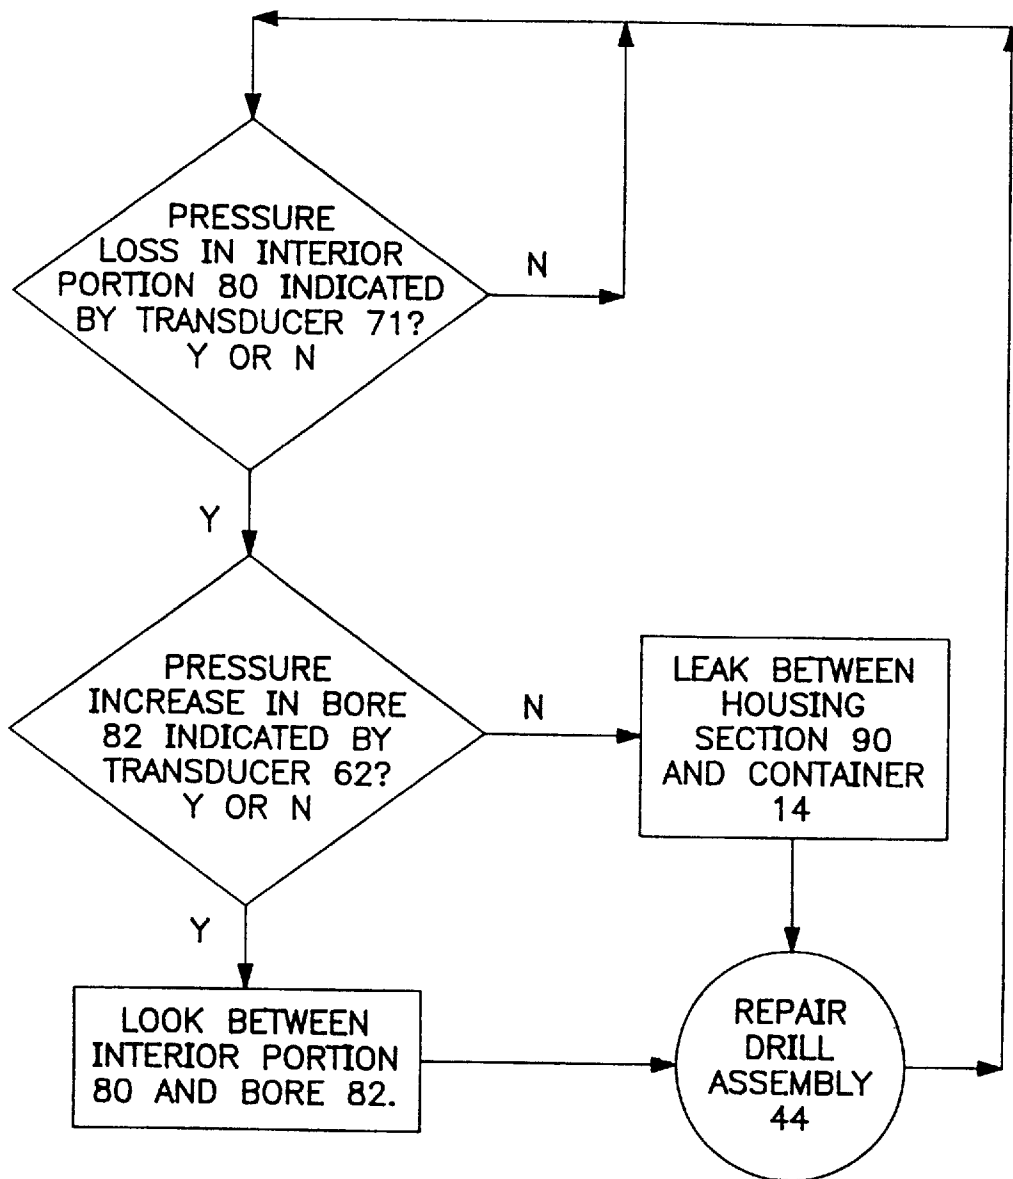 PRESSURE
LOSS IN INTERIOR
PORTION 80 INDICATED
BY TRANSDUCER 71?
Y OR N
N
Y
PRESSURE
INCREASE IN BORE
82 INDICATED BY
TRANSDUCER 62?
Y OR N
N
LEAK BETWEEN
HOUSING
SECTION 90
AND CONTAINER
14
Y
LOOK BETWEEN
INTERIOR PORTION
80 AND BORE 82.
REPAIR
DRILL
ASSEMBLY
44